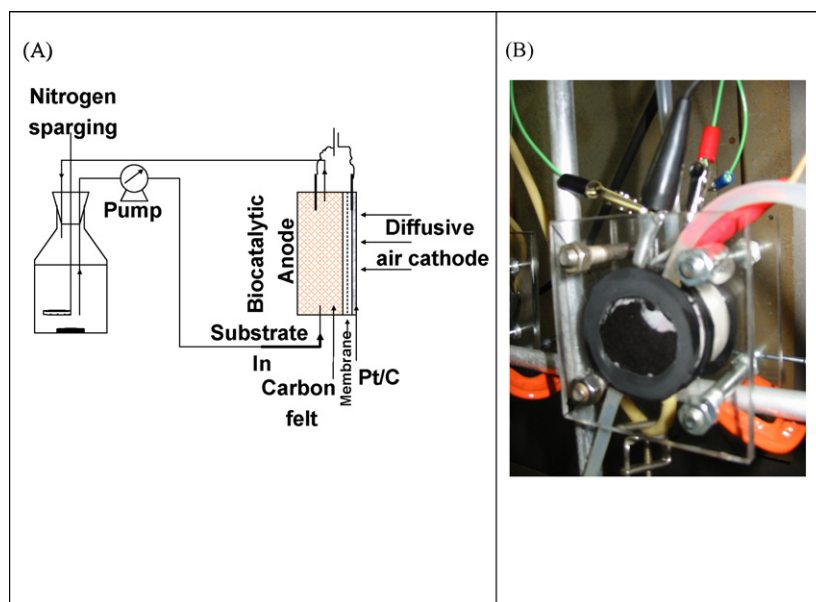 (A)
Nitrogen
sparging
Pump
Biocatalytic
Anode
Diffusive
air cathode
Substrate
In
Carbon
felt
Membrane
Pt/C
(B)